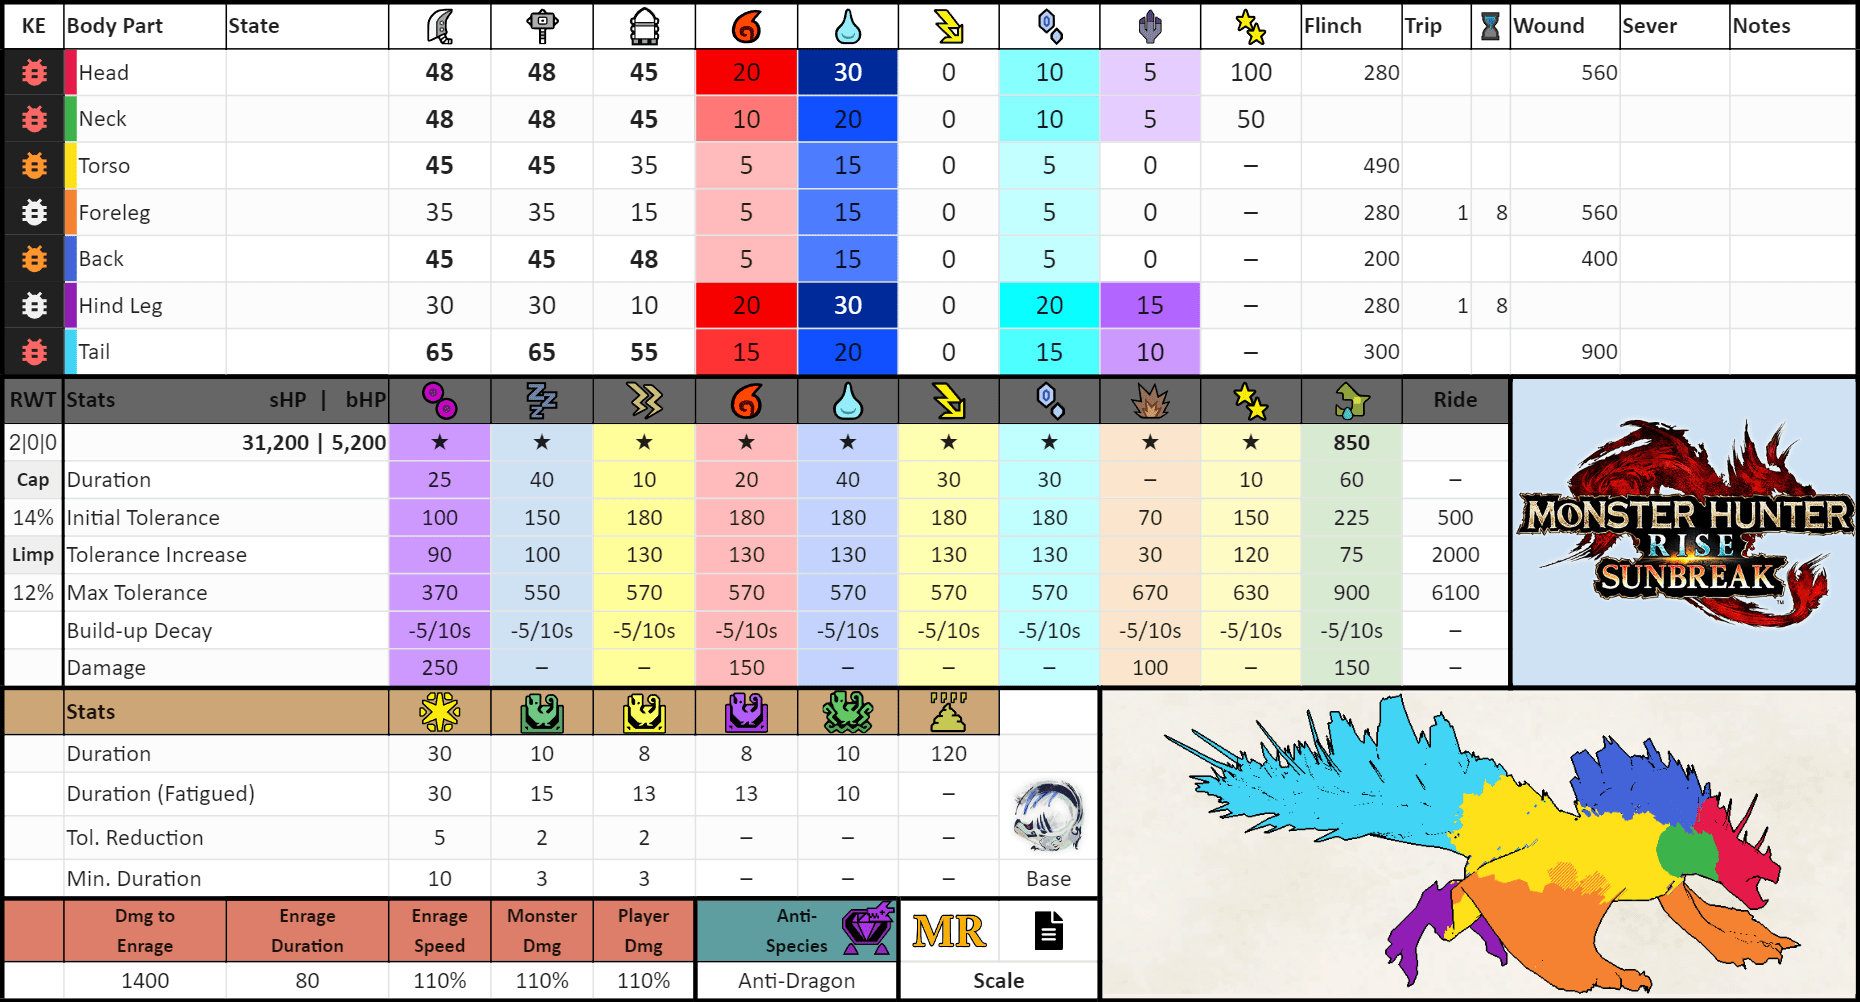 KE Body Part State Flinch Trip Wound Sever Notes
Head 48 48 45 20 30 0 10 5 100 280 560
Neck 48 48 45 10 20 0 10 5 50
Torso 45 45 35 5 15 0 5 0 – 490
Foreleg 35 35 15 5 15 0 5 0 – 280 1 8 560
Back 45 45 48 5 15 0 5 0 – 200 400
Hind Leg 30 30 10 20 30 0 20 15 – 280 1 8
Tail 65 65 55 15 20 0 15 10 – 300 900
RWT Stats sHP | bHP Ride
2|0|0 31,200 | 5,200 ★ ★ ★ ★ ★ ★ ★ ★ ★ 850
Cap Duration 25 40 10 20 40 30 30 – 10 60 –
14% Initial Tolerance 100 150 180 180 180 180 180 70 150 225 500
Limp Tolerance Increase 90 100 130 130 130 130 130 30 120 75 2000
12% Max Tolerance 370 550 570 570 570 570 570 670 630 900 6100
Build-up Decay -5/10s -5/10s -5/10s -5/10s -5/10s -5/10s -5/10s -5/10s -5/10s -5/10s –
Damage 250 – – 150 – – – 100 – 150 –
MONSTER HUNTER
RISE
SUNBREAK
™
Stats
Duration 30 10 8 8 10 120
Duration (Fatigued) 30 15 13 13 10 –
Tol. Reduction 5 2 2 – – –
Min. Duration 10 3 3 – – – Base
Dmg to Enrage Enrage Monster Player Anti- MR
Enrage Duration Speed Dmg Dmg Species
1400 80 110% 110% 110% Anti-Dragon Scale